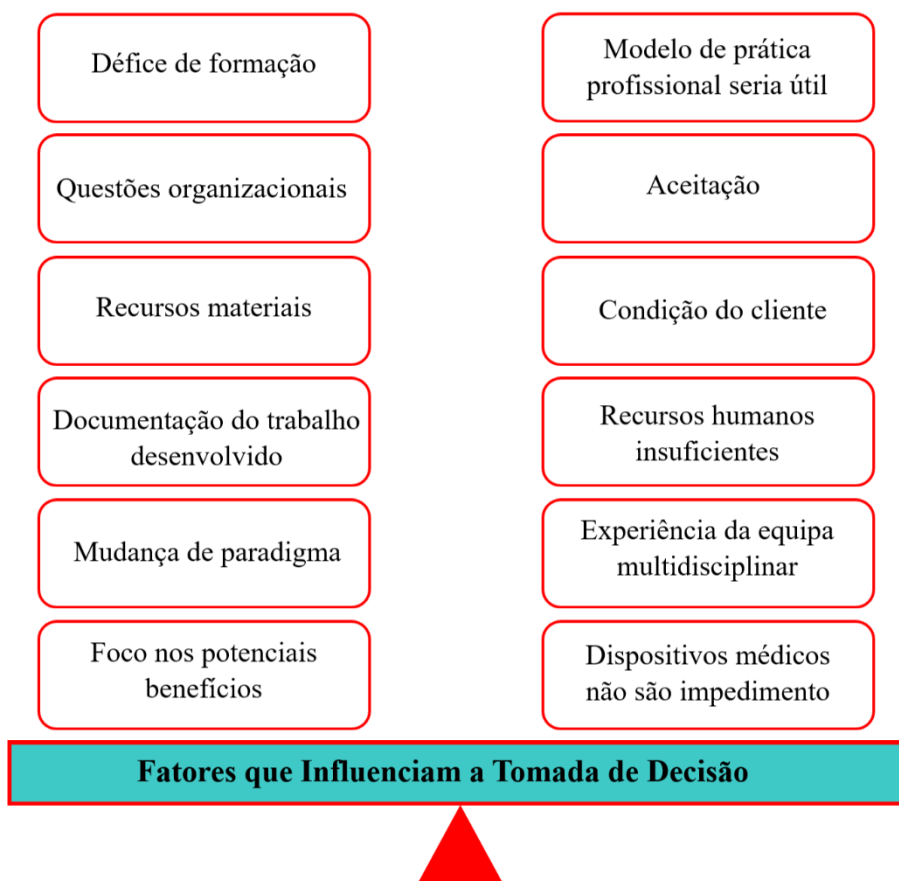 Défice de formação
Modelo de prática
profissional seria útil
Questões organizacionais
Aceitação
Recursos materiais
Condição do cliente
Documentação do trabalho
desenvolvido
Recursos humanos
insuficientes
Mudança de paradigma
Experiência da equipa
multidisciplinar
Foco nos potenciais
benefícios
Dispositivos médicos
não são impedimento
Fatores que Influenciam a Tomada de Decisão